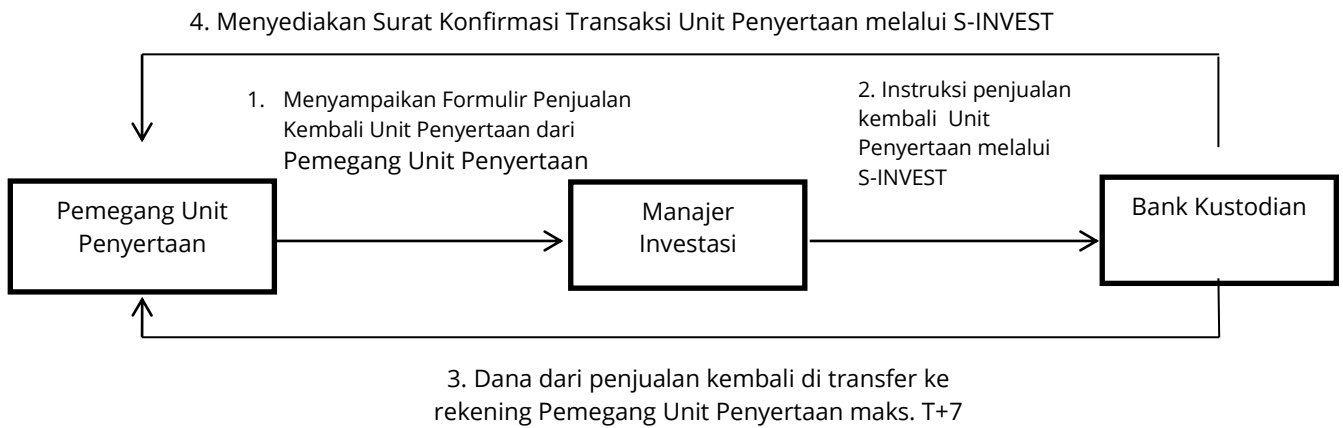 4. Menyediakan Surat Konfirmasi Transaksi Unit Penyertaan melalui S-INVEST
1. Menyampaikan Formulir Penjualan
Kembali Unit Penyertaan dari
Pemegang Unit Penyertaan
2. Instruksi penjualan
kembali Unit
Penyertaan melalui
S-INVEST
Pemegang Unit
Penyertaan
Manajer
Investasi
Bank Kustodian
3. Dana dari penjualan kembali di transfer ke
rekening Pemegang Unit Penyertaan maks. T+7